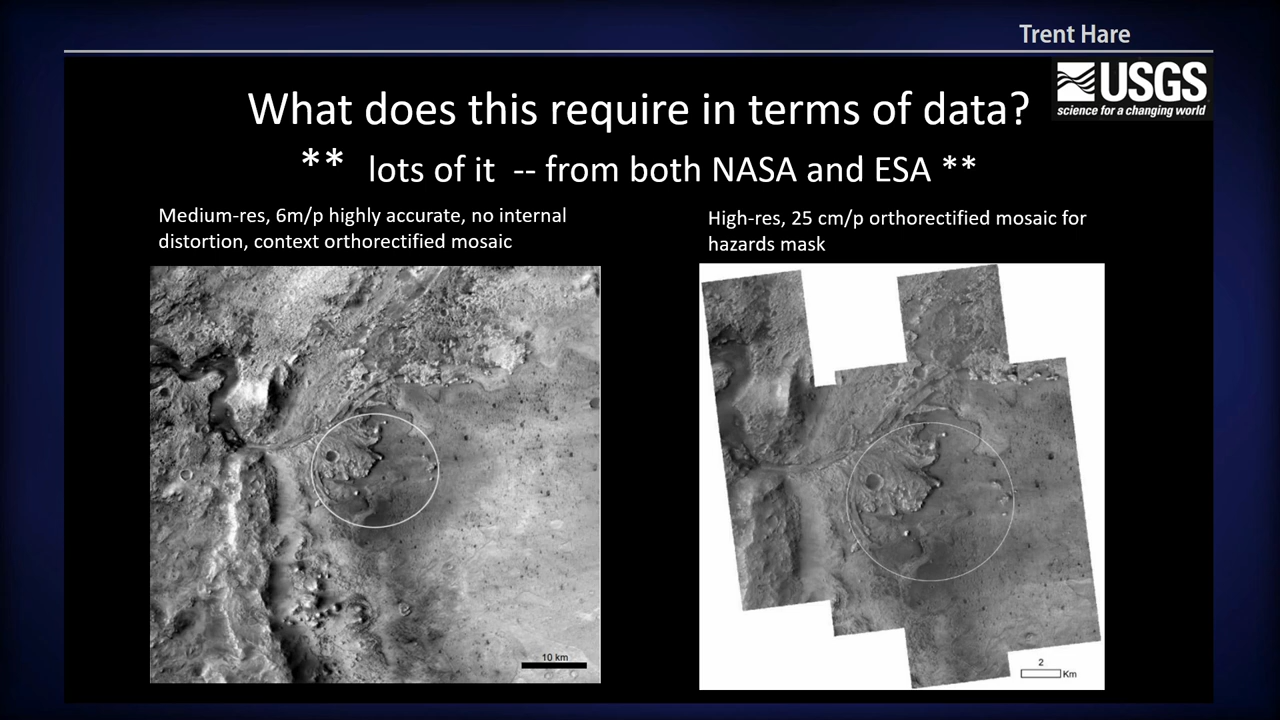 Trent Hare
USGS
science for a changing world
What does this require in terms of data?
** lots of it -- from both NASA and ESA **
Medium-res, 6m/p highly accurate, no internal
distortion, context orthorectified mosaic
High-res, 25 cm/p orthorectified mosaic for
hazards mask
10 km
2
Km